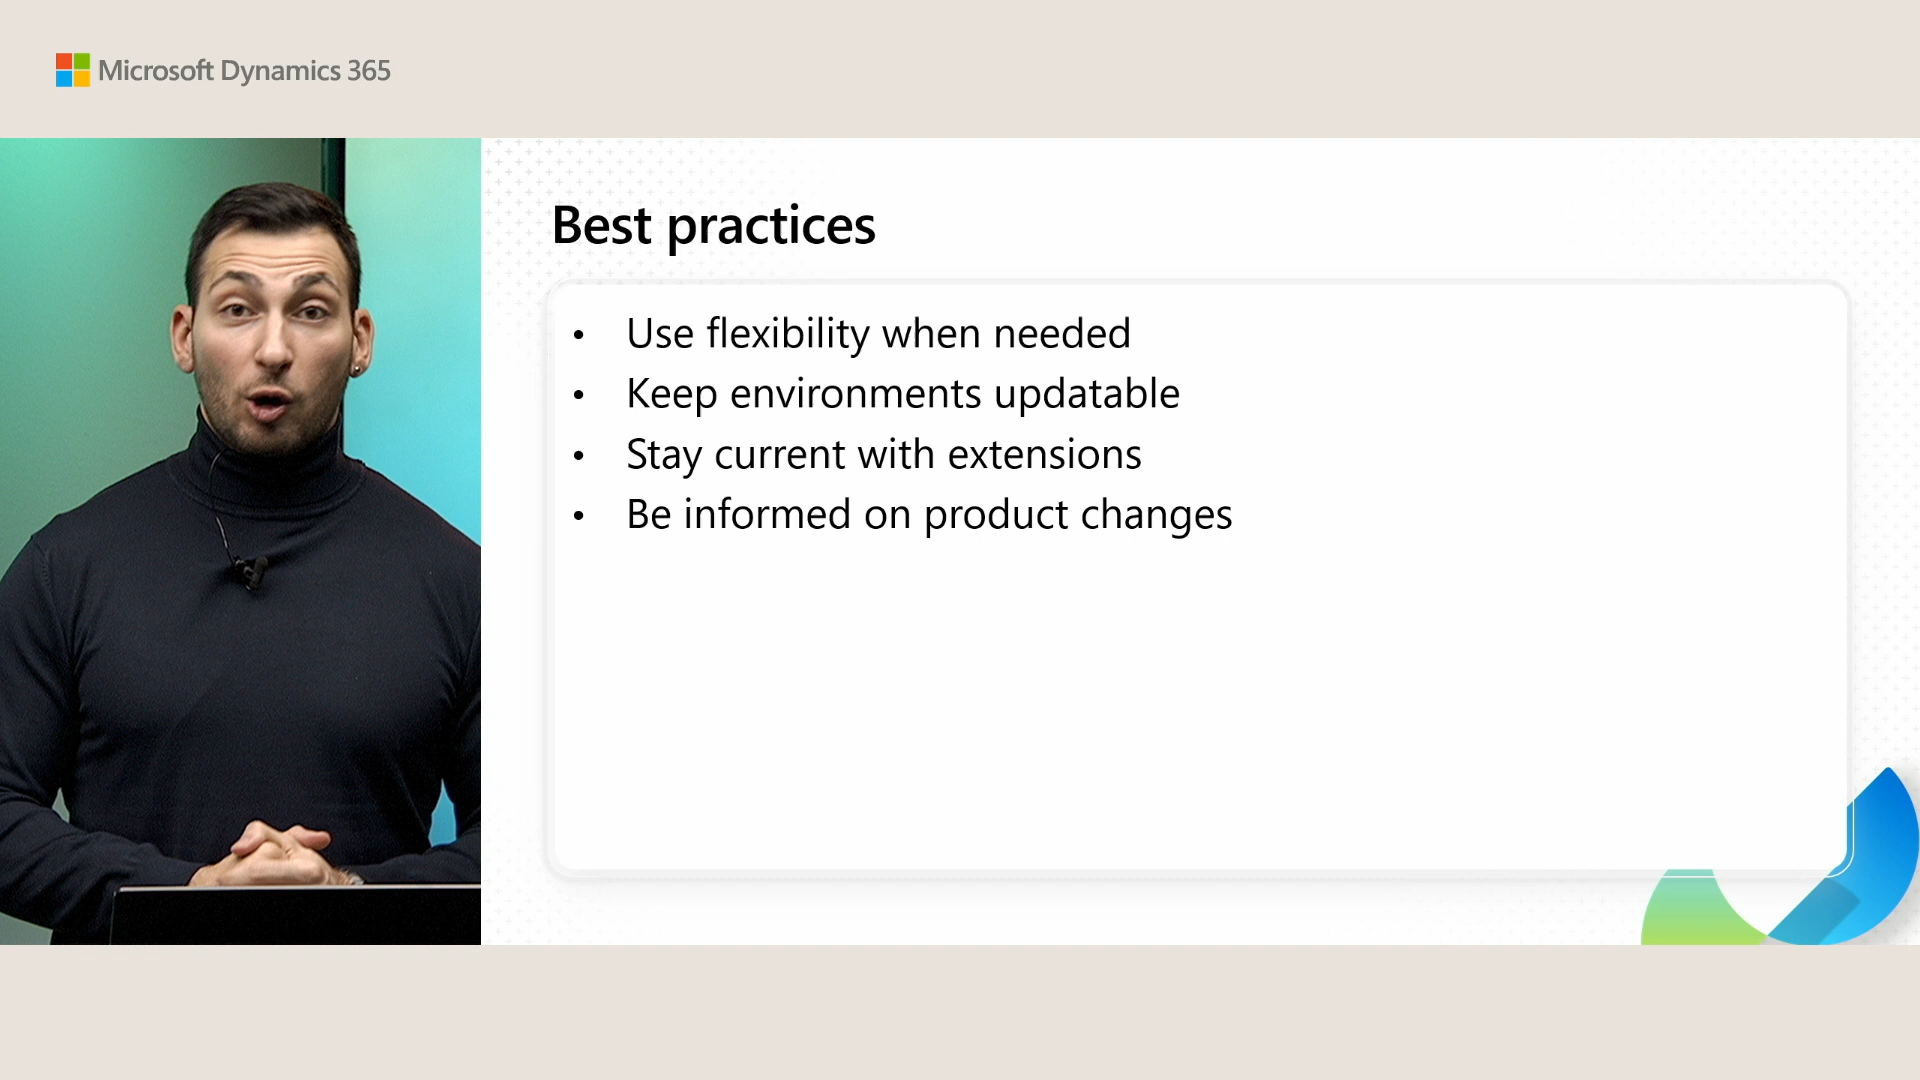 Microsoft Dynamics 365
Best practices
• Use flexibility when needed
• Keep environments updatable
• Stay current with extensions
• Be informed on product changes